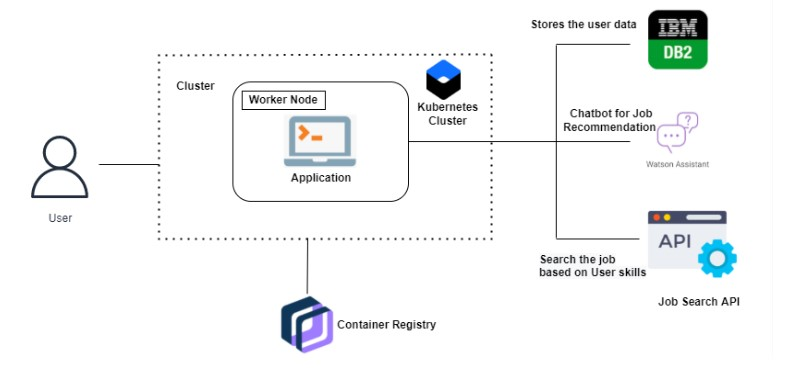 Stores the user data
IBM
DB2
Cluster
Worker Node
Kubernetes
Cluster
Application
Chatbot for Job
Recommendation
?
Watson Assistant
User
API
Search the job
based on User skills
Job Search API
Container Registry